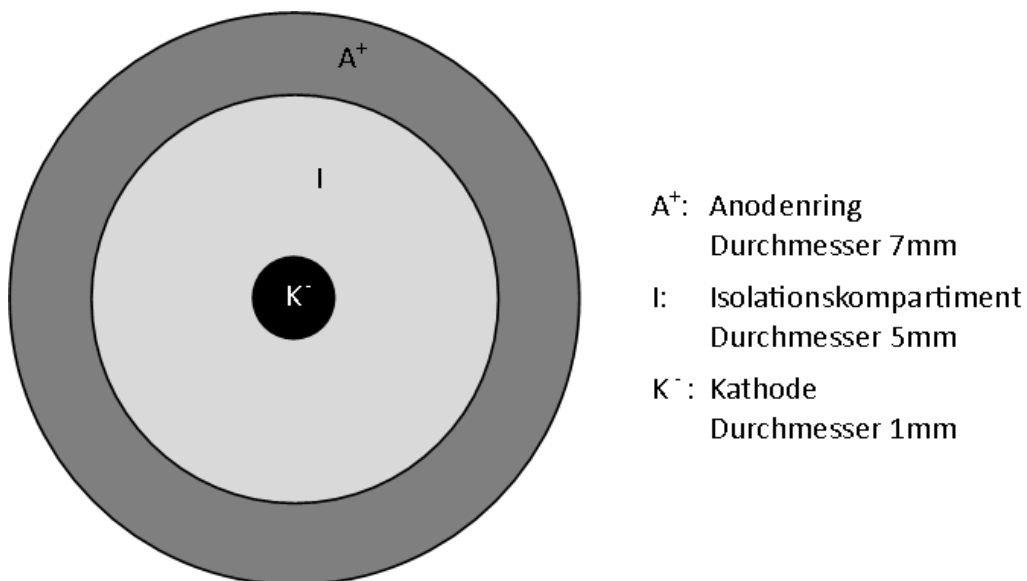 A⁺
I
K⁻
A⁺: Anodenring
Durchmesser 7mm
I: Isolationskompartiment
Durchmesser 5mm
K⁻: Kathode
Durchmesser 1mm